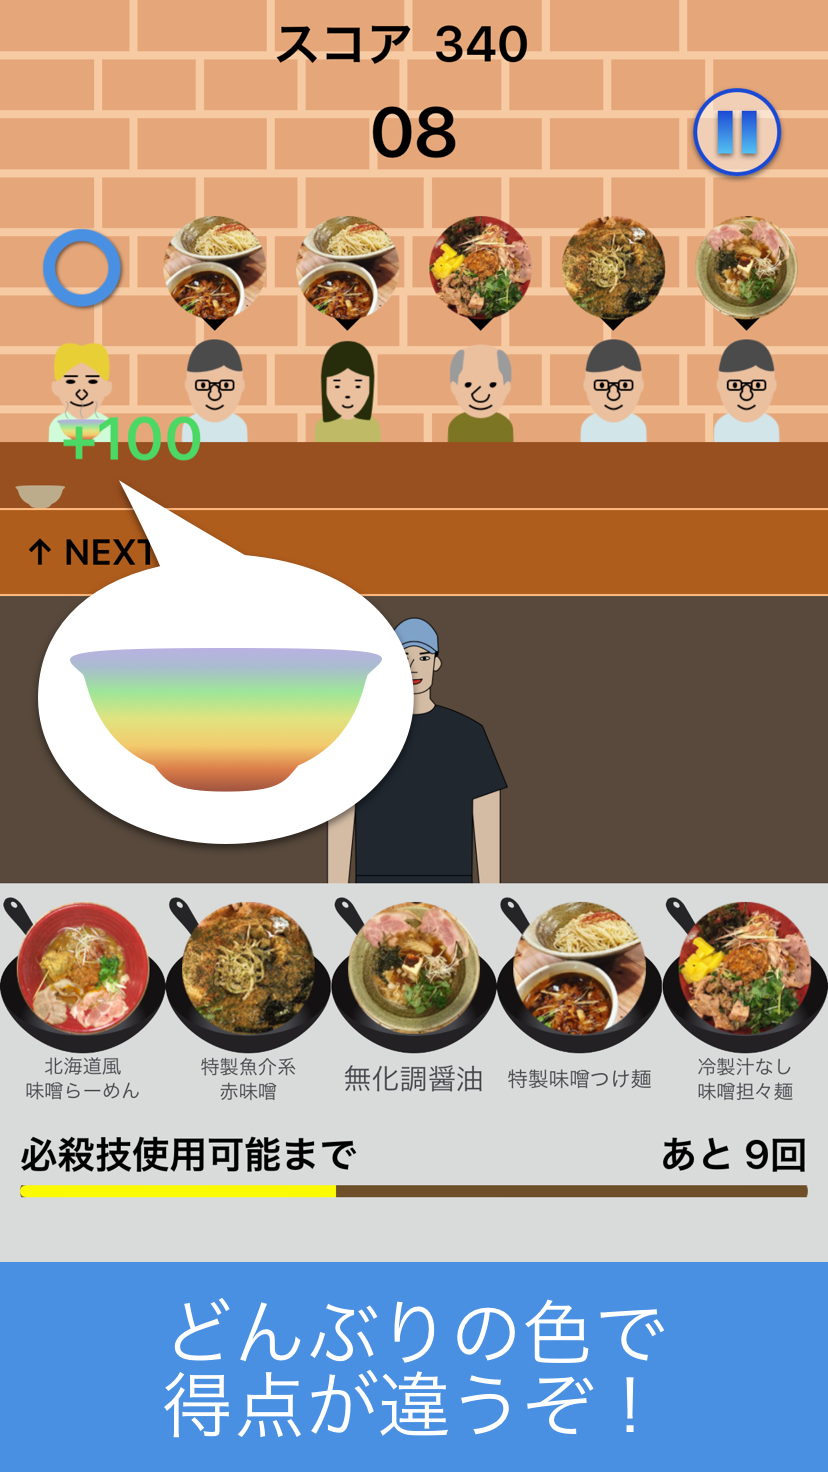 スコア 340
08
+100
↑ NEXT
北海道風
味噌らーめん
特製魚介系
赤味噌
無化調醤油
特製味噌つけ麺
冷製汁なし
味噌担々麺
必殺技使用可能まで
あと 9回
どんぶりの色で
得点が違うぞ！